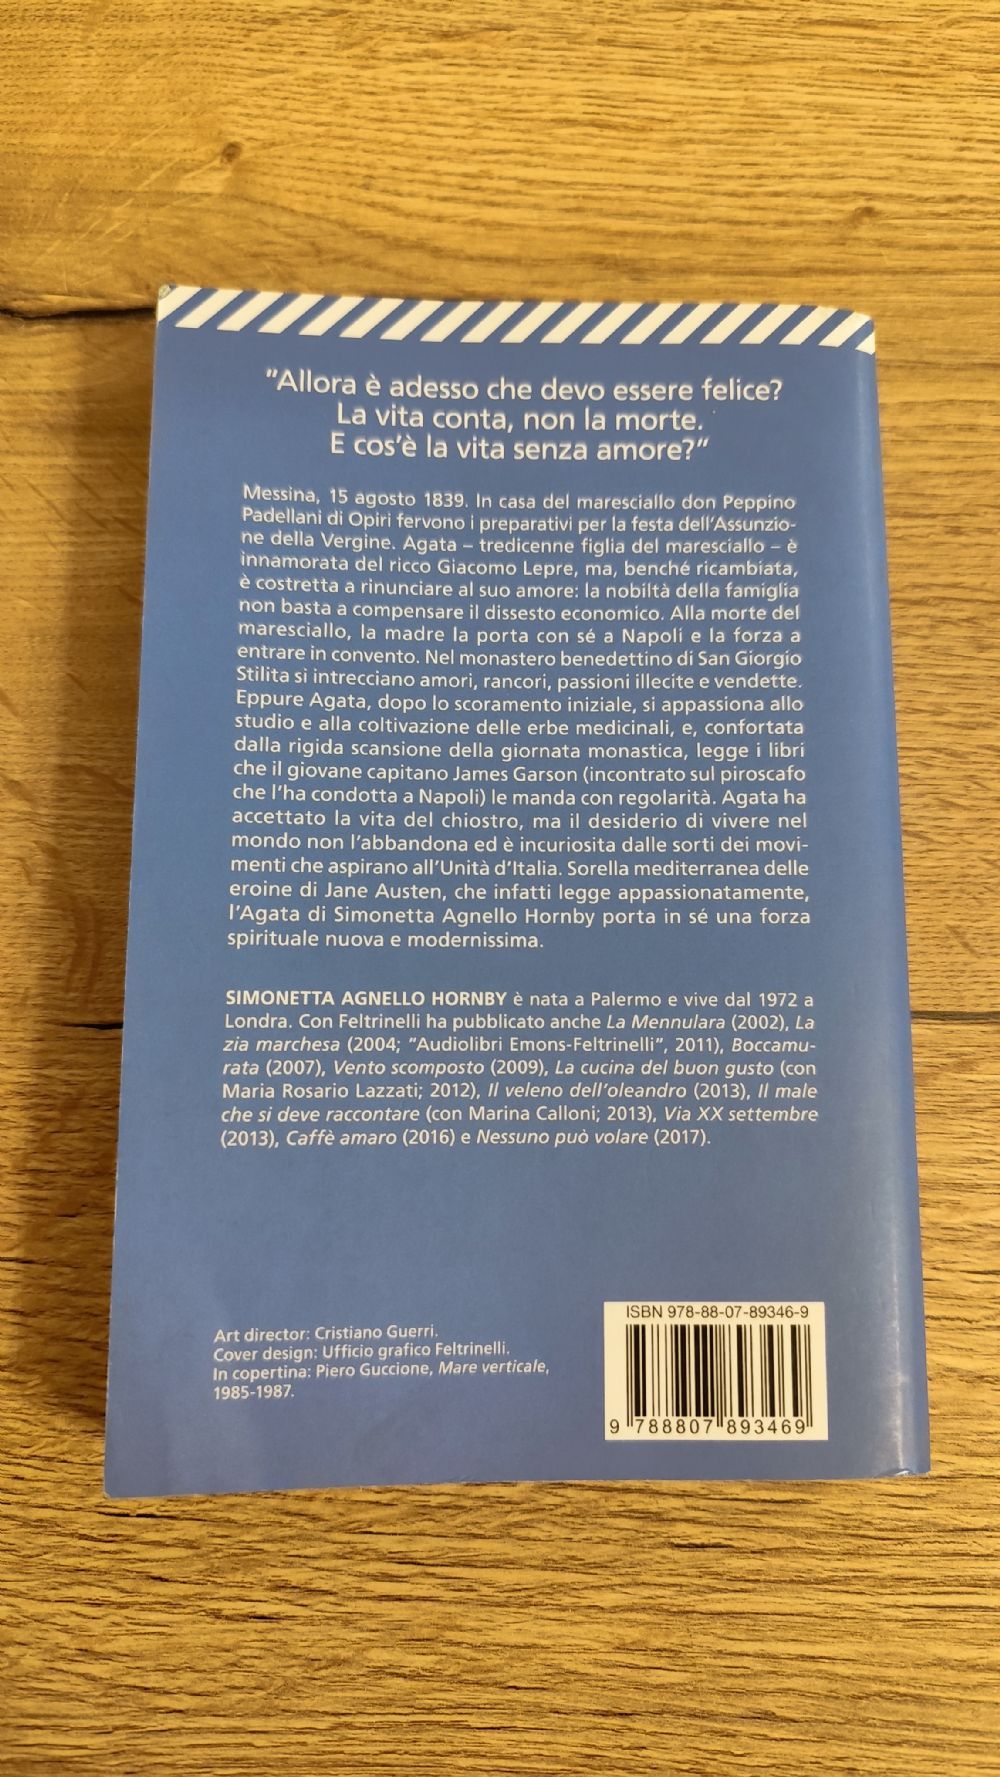 "Allora è adesso che devo essere felice?
La vita conta, non la morte.
E cos'è la vita senza amore?"
Messina, 15 agosto 1839. In casa del maresciallo don Peppino
Padellani di Opiri fervono i preparativi per la festa dell'Assunzio-
ne della Vergine. Agata – tredicenne figlia del maresciallo – è
innamorata del ricco Giacomo Lepre, ma, benché ricambiata,
è costretta a rinunciare al suo amore: la nobiltà della famiglia
non basta a compensare il dissesto economico. Alla morte del
maresciallo, la madre la porta con sé a Napoli e la forza a
entrare in convento. Nel monastero benedettino di San Giorgio
Stilita si intrecciano amori, rancori, passioni illecite e vendette.
Eppure Agata, dopo lo scoramento iniziale, si appassiona allo
studio e alla coltivazione delle erbe medicinali, e, confortata
dalla rigida scansione della giornata monastica, legge i libri
che il giovane capitano James Garson (incontrato sul piroscafo
che l'ha condotta a Napoli) le manda con regolarità. Agata ha
accettato la vita del chiostro, ma il desiderio di vivere nel
mondo non l'abbandona ed è incuriosita dalle sorti dei movi-
menti che aspirano all'Unità d'Italia. Sorella mediterranea delle
eroine di Jane Austen, che infatti legge appassionatamente,
l'Agata di Simonetta Agnello Hornby porta in sé una forza
spirituale nuova e modernissima.
SIMONETTA AGNELLO HORNBY è nata a Palermo e vive dal 1972 a
Londra. Con Feltrinelli ha pubblicato anche La Mennulara (2002), La
zia marchesa (2004; "Audiolibri Emons-Feltrinelli", 2011), Boccamu-
rata (2007), Vento scomposto (2009), La cucina del buon gusto (con
Maria Rosario Lazzati; 2012), Il veleno dell'oleandro (2013), Il male
che si deve raccontare (con Marina Calloni; 2013), Via XX settembre
(2013), Caffè amaro (2016) e Nessuno può volare (2017).
Art director: Cristiano Guerri.
Cover design: Ufficio grafico Feltrinelli.
In copertina: Piero Guccione, Mare verticale,
1985-1987.
ISBN 978-88-07-89346-9
9 788807 893469